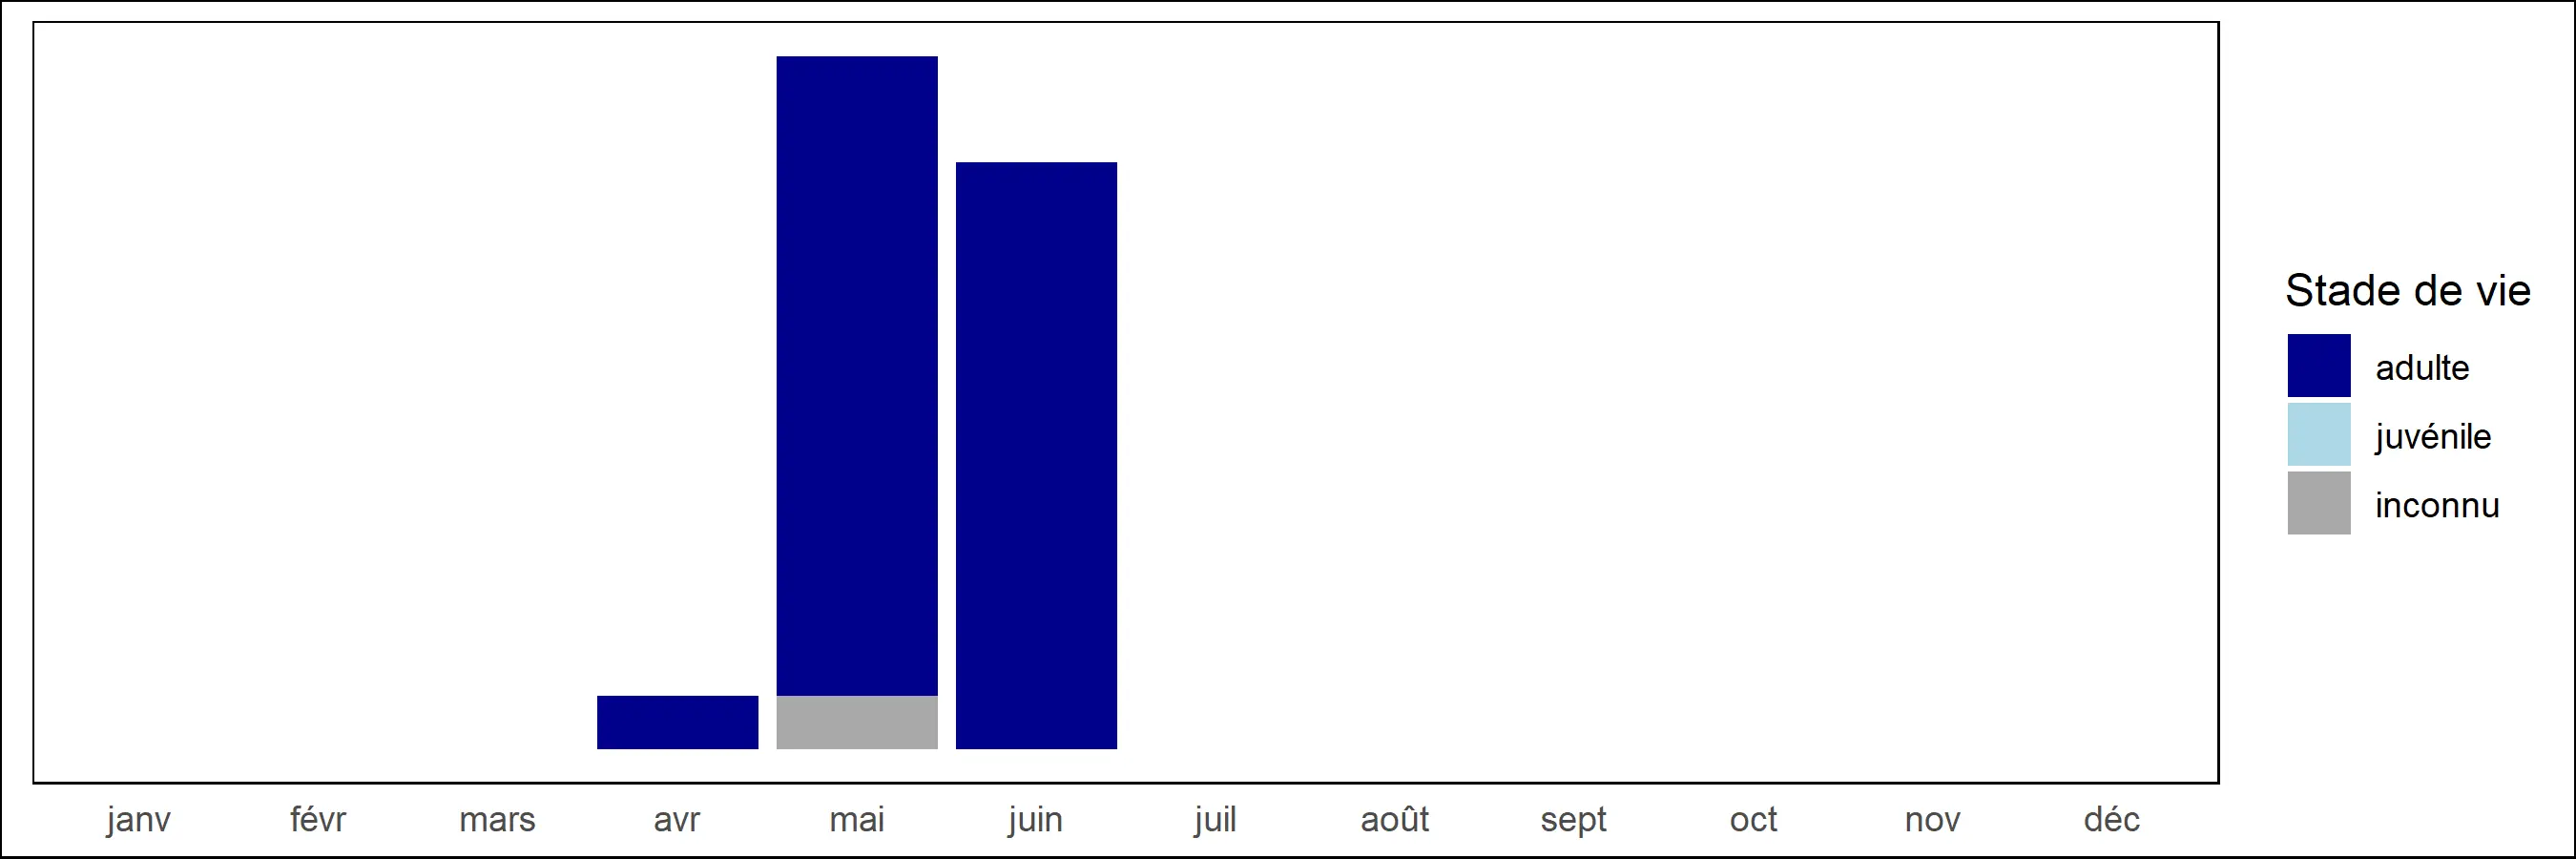 Stade de vie
adulte
juvénile
inconnu
janv févr mars avr mai juin juil août sept oct nov déc